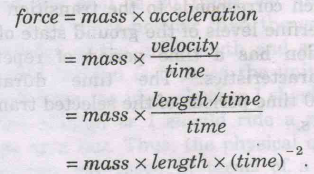 force = mass × acceleration
= mass × velocity / time
= mass × length/time / time
= mass × length × (time)⁻².